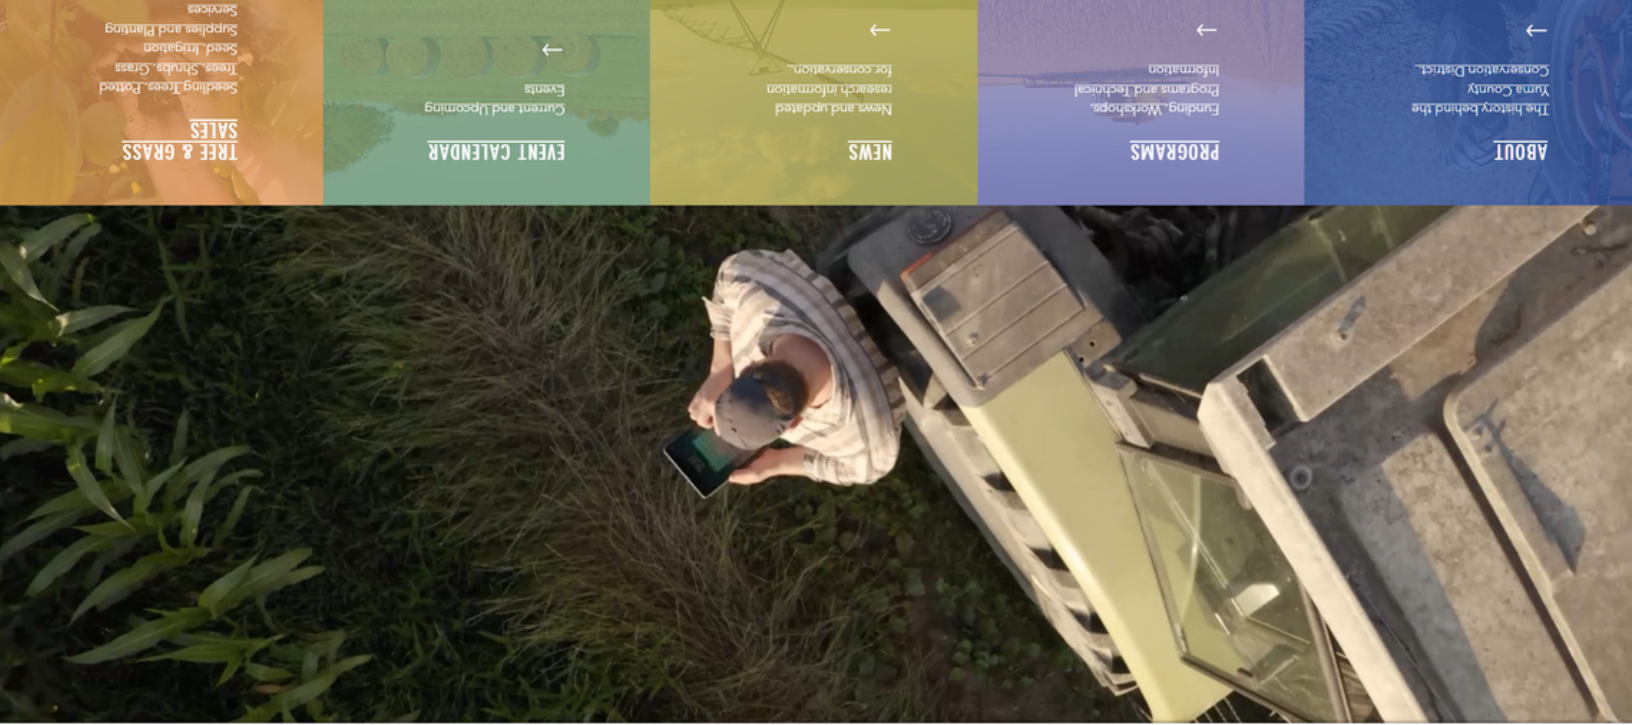 ABOUT
The history behind the
Yuma County
Conservation District.
→
PROGRAMS
Funding, Workshops,
Programs and Technical
Information
→
NEWS
News and updated
research information
for conservation.
→
EVENT CALENDAR
Current and Upcoming
Events
→
TREE & GRASS
SALES
Seedling Trees, Potted
Trees, Shrubs, Grass
Seed, Irrigation
Supplies and Planting
Services